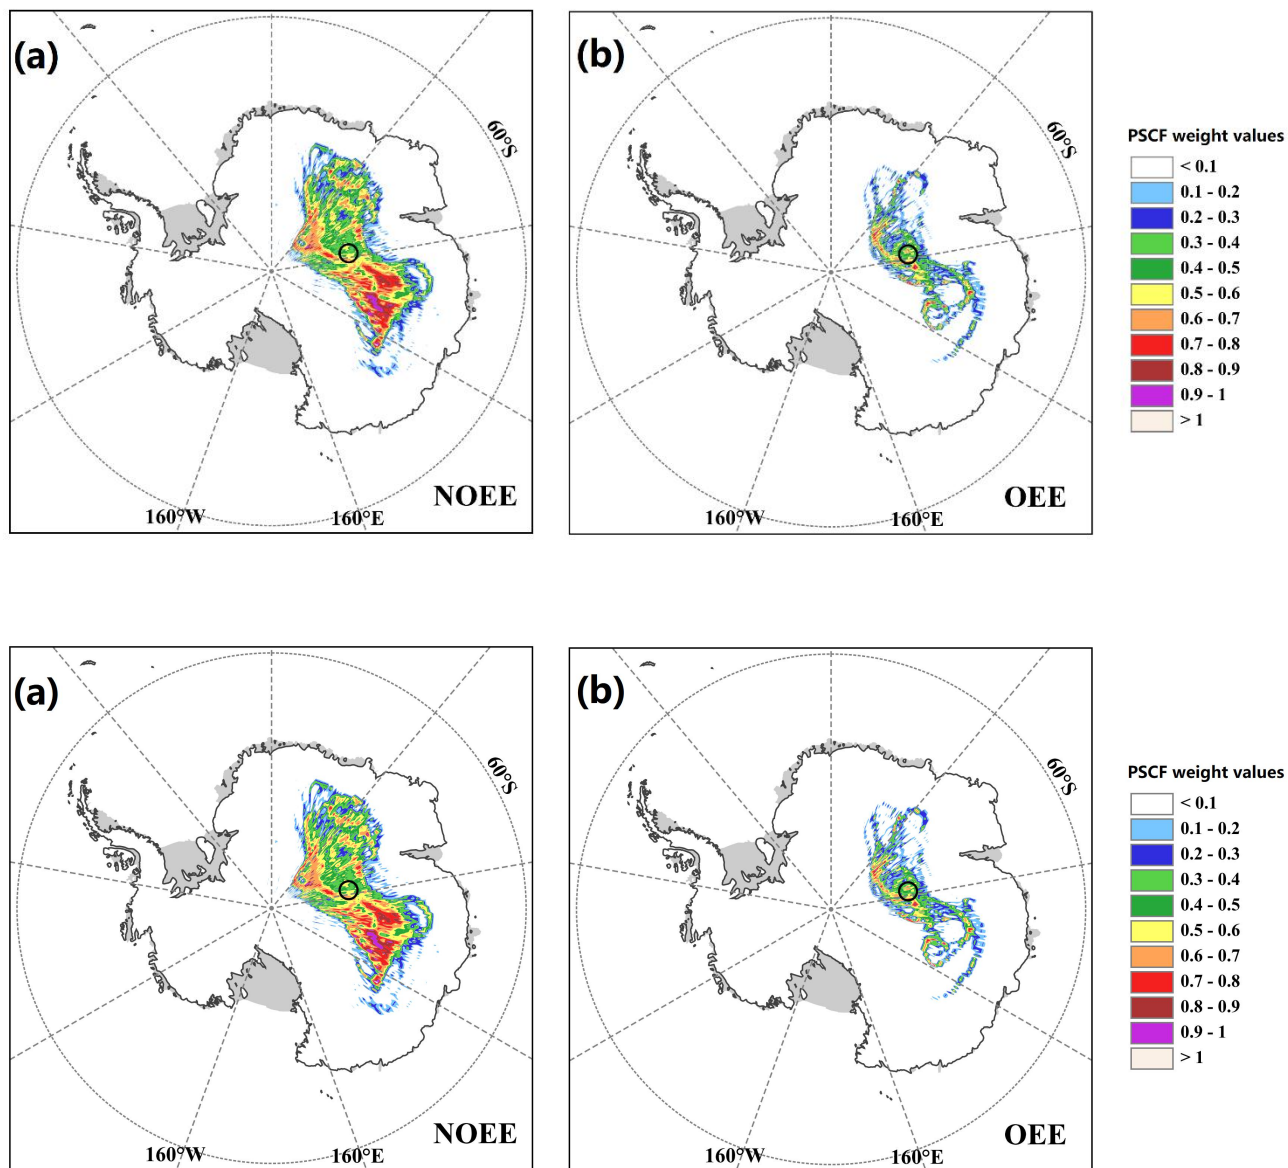 (a)
60°S
160°W
160°E
NOEE
(b)
60°S
160°W
160°E
OEE
PSCF weight values
< 0.1
0.1 - 0.2
0.2 - 0.3
0.3 - 0.4
0.4 - 0.5
0.5 - 0.6
0.6 - 0.7
0.7 - 0.8
0.8 - 0.9
0.9 - 1
> 1
(a)
60°S
160°W
160°E
NOEE
(b)
60°S
160°W
160°E
OEE
PSCF weight values
< 0.1
0.1 - 0.2
0.2 - 0.3
0.3 - 0.4
0.4 - 0.5
0.5 - 0.6
0.6 - 0.7
0.7 - 0.8
0.8 - 0.9
0.9 - 1
> 1